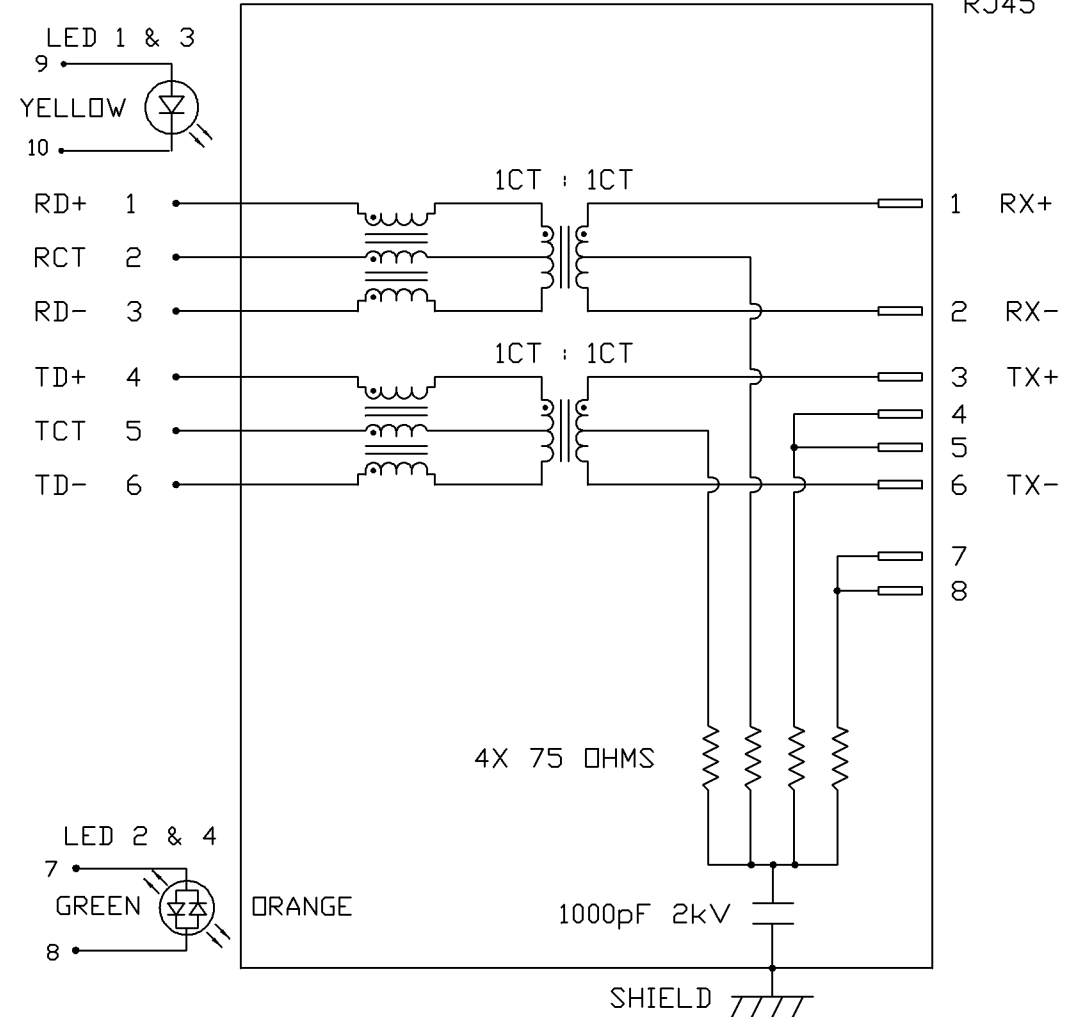 RJ45
LED 1 & 3
9
YELLOW
10
1CT : 1CT
RD+ 1
1 RX+
RCT 2
RD- 3
2 RX-
1CT : 1CT
TD+ 4
3 TX+
4
TCT 5
5
TD- 6
6 TX-
7
8
4X 75 OHMS
LED 2 & 4
7
GREEN
ORANGE
1000pF 2kV
8
SHIELD